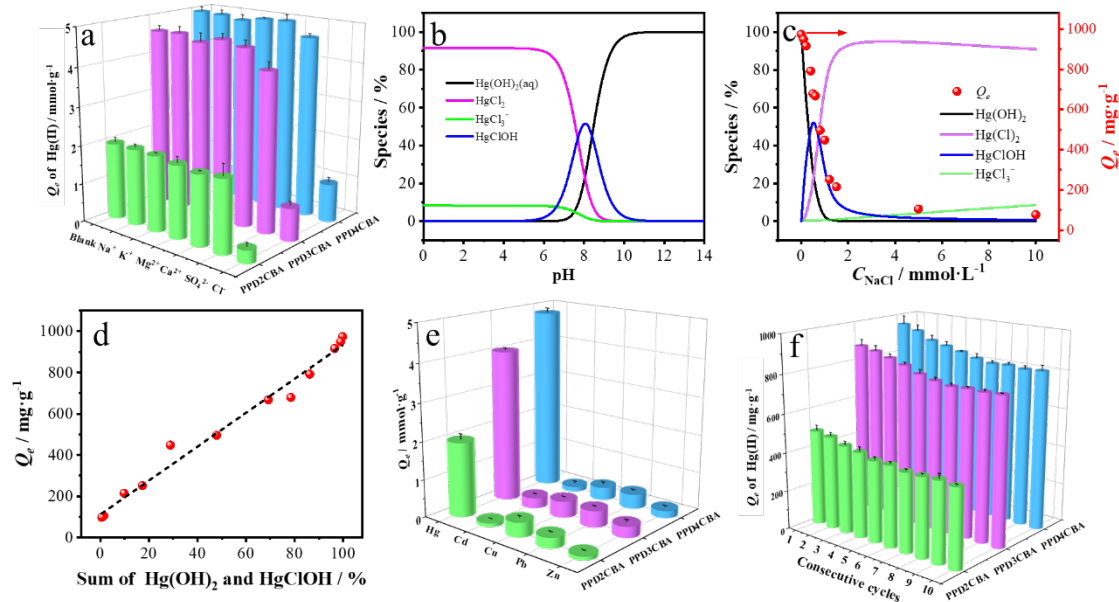 a
Qe of Hg(II) / mmol·g⁻¹
5
4
3
2
1
0
Blank Na⁺ K⁺ Mg²⁺ Ca²⁺ SO₄²⁻ Cl⁻
PPD2CBA
PPD3CBA
PPD4CBA
b
Species / %
100
80
60
40
20
0
Hg(OH)₂(aq)
HgCl₂
HgCl₃⁻
HgClOH
0 2 4 6 8 10 12 14
pH
c
Species / %
100
80
60
40
20
0
Qe
Hg(OH)₂
Hg(Cl)₂
HgClOH
HgCl₃⁻
0 2 4 6 8 10
C_NaCl / mmol·L⁻¹
1000
800
600
400
200
0
Qe / mg·g⁻¹
d
Qe / mg·g⁻¹
1000
800
600
400
200
0
0 20 40 60 80 100
Sum of Hg(OH)₂ and HgClOH / %
e
Qe / mmol·g⁻¹
5
4
3
2
1
0
Hg Cd Cu Pb Zn
PPD2CBA
PPD3CBA
PPD4CBA
f
Qe of Hg(II) / mg·g⁻¹
1000
800
600
400
200
0
1 2 3 4 5 6 7 8 9 10
Consecutive cycles
PPD2CBA
PPD3CBA
PPD4CBA